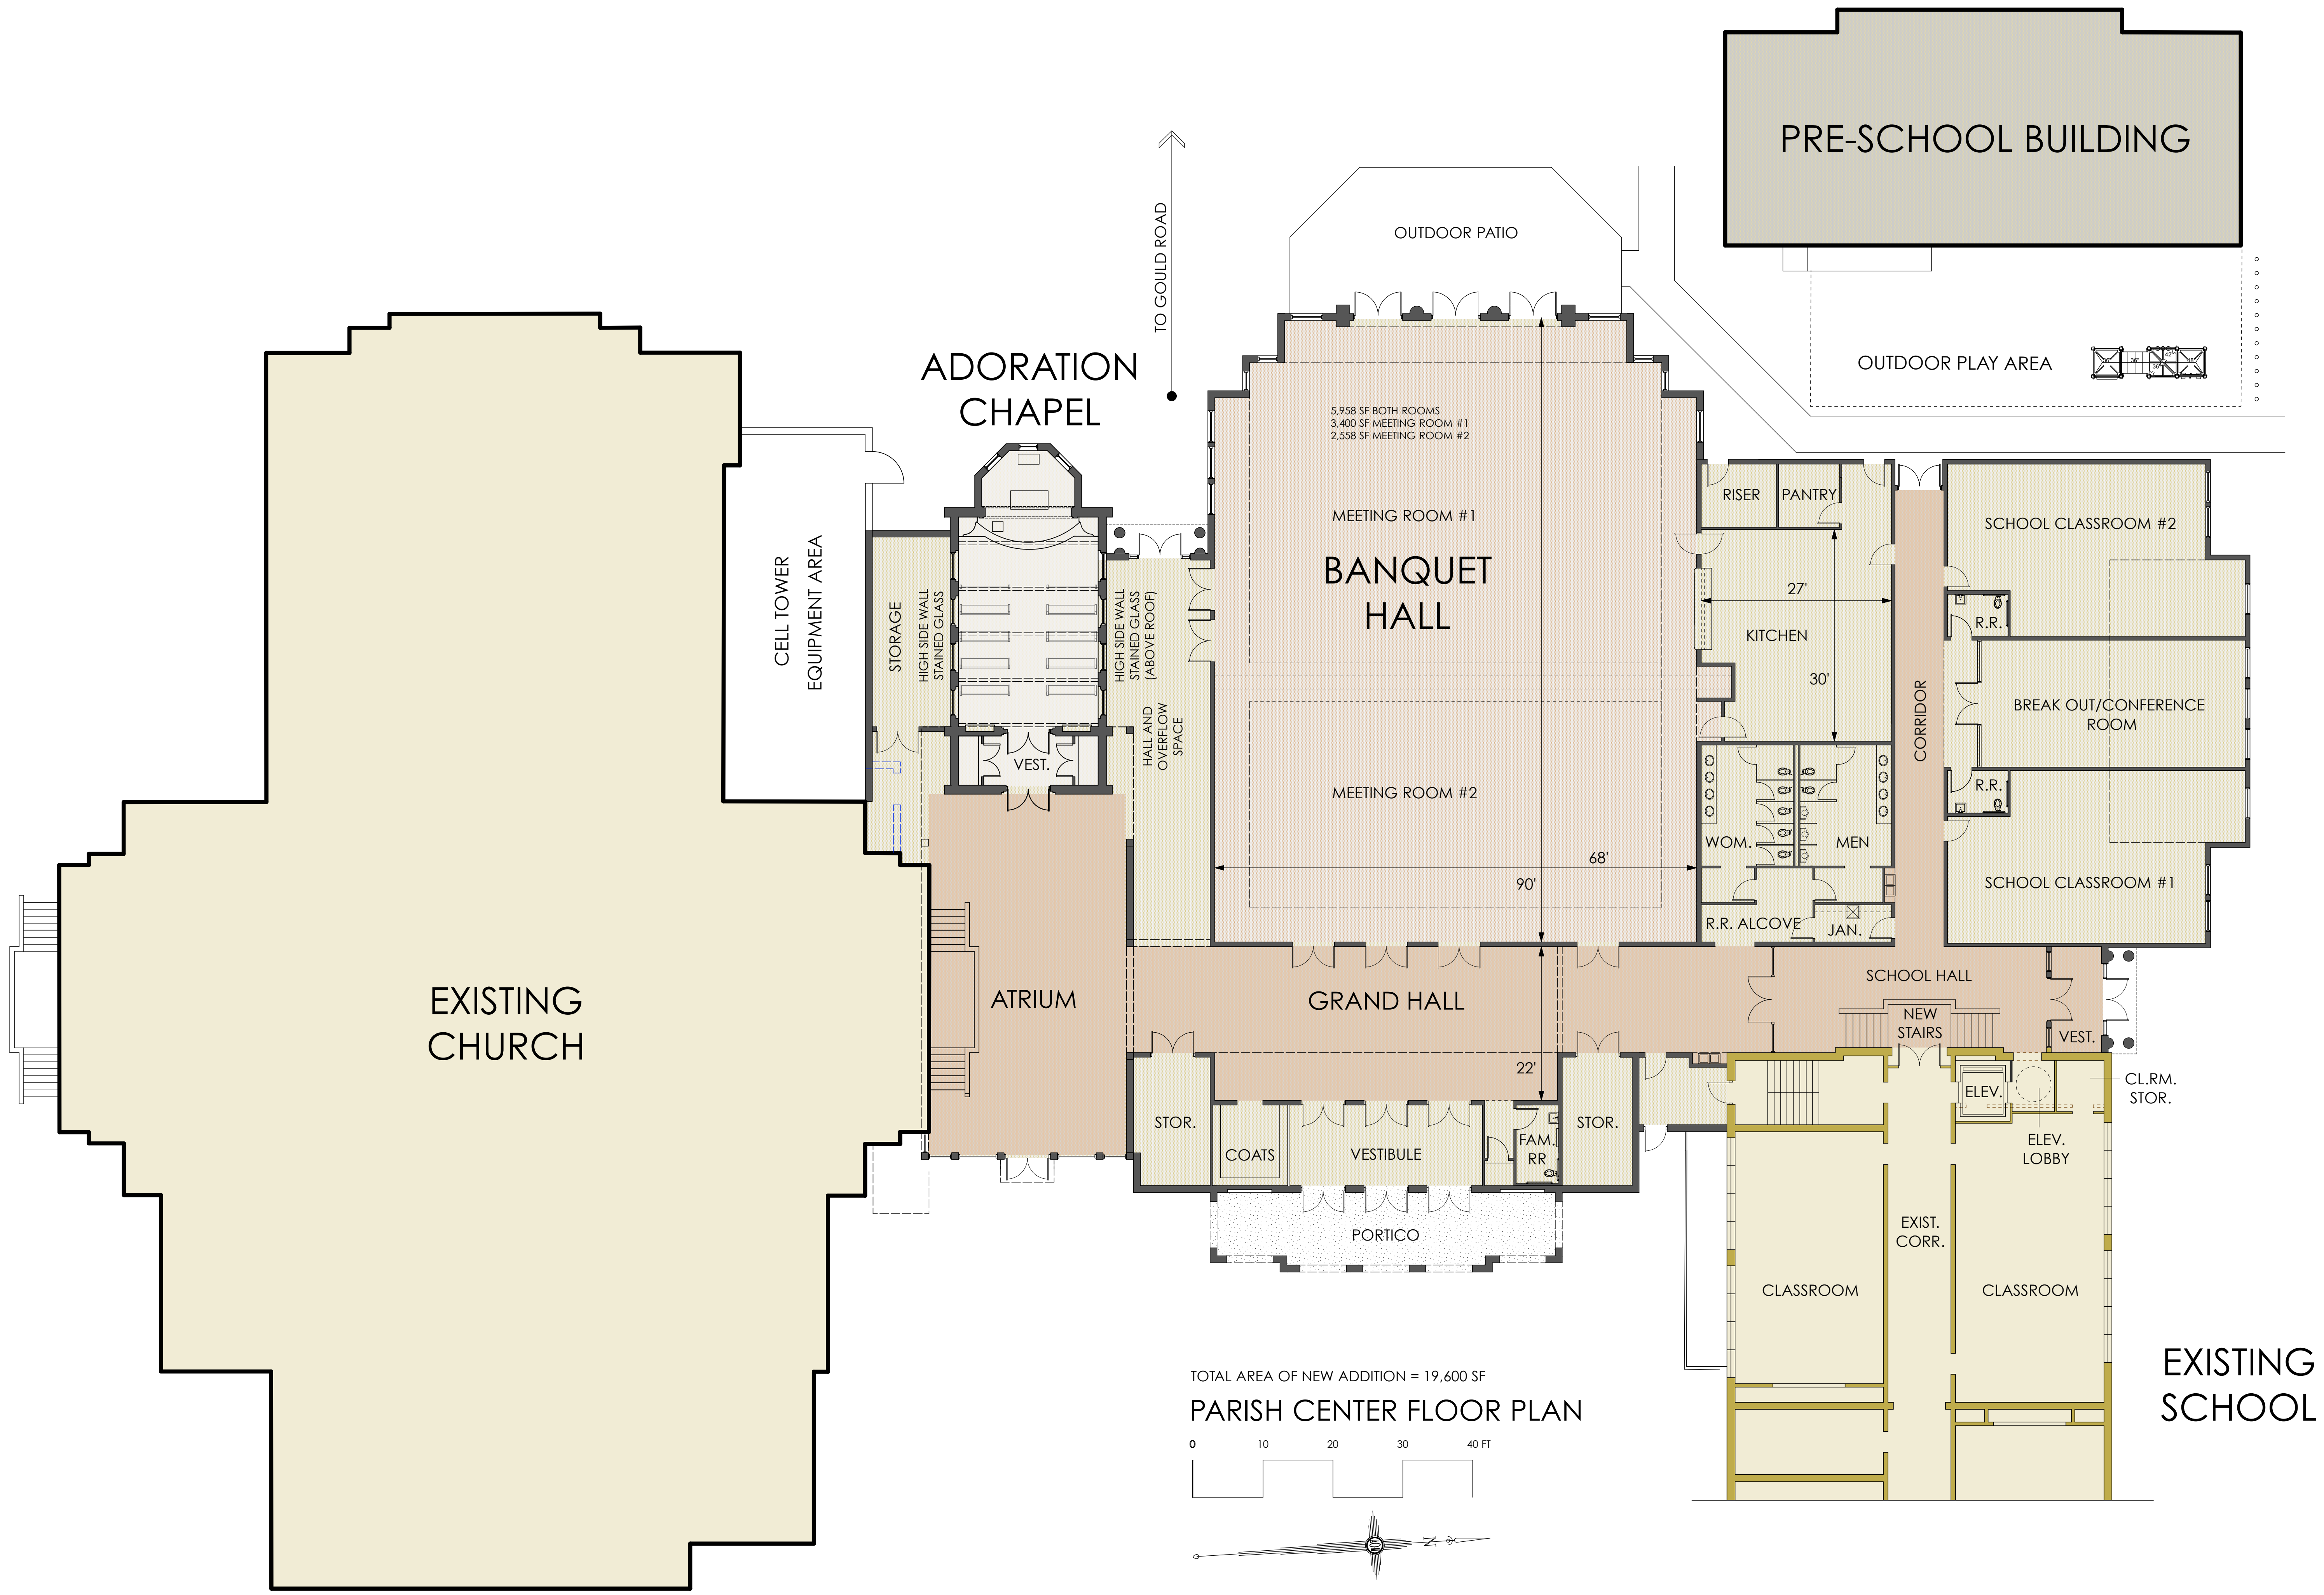 PRE-SCHOOL BUILDING
TO GOULD ROAD
OUTDOOR PATIO
OUTDOOR PLAY AREA
36"
42"
ADORATION
CHAPEL
5,958 SF BOTH ROOMS
3,400 SF MEETING ROOM #1
2,558 SF MEETING ROOM #2
RISER
PANTRY
MEETING ROOM #1
SCHOOL CLASSROOM #2
BANQUET
HALL
CELL TOWER
EQUIPMENT AREA
STORAGE
HIGH SIDE WALL
STAINED GLASS
HIGH SIDE WALL
STAINED GLASS
(ABOVE ROOF)
27'
KITCHEN
30'
R.R.
HALL AND
OVERFLOW
SPACE
CORRIDOR
BREAK OUT/CONFERENCE
ROOM
VEST.
MEETING ROOM #2
R.R.
WOM.
MEN
68'
90'
SCHOOL CLASSROOM #1
R.R. ALCOVE
JAN.
EXISTING
CHURCH
ATRIUM
GRAND HALL
SCHOOL HALL
NEW
STAIRS
VEST.
22'
ELEV.
CL.RM.
STOR.
STOR.
COATS
VESTIBULE
FAM.
RR
STOR.
ELEV.
LOBBY
PORTICO
EXIST.
CORR.
CLASSROOM
CLASSROOM
EXISTING
SCHOOL
TOTAL AREA OF NEW ADDITION = 19,600 SF
PARISH CENTER FLOOR PLAN
0 10 20 30 40 FT
N